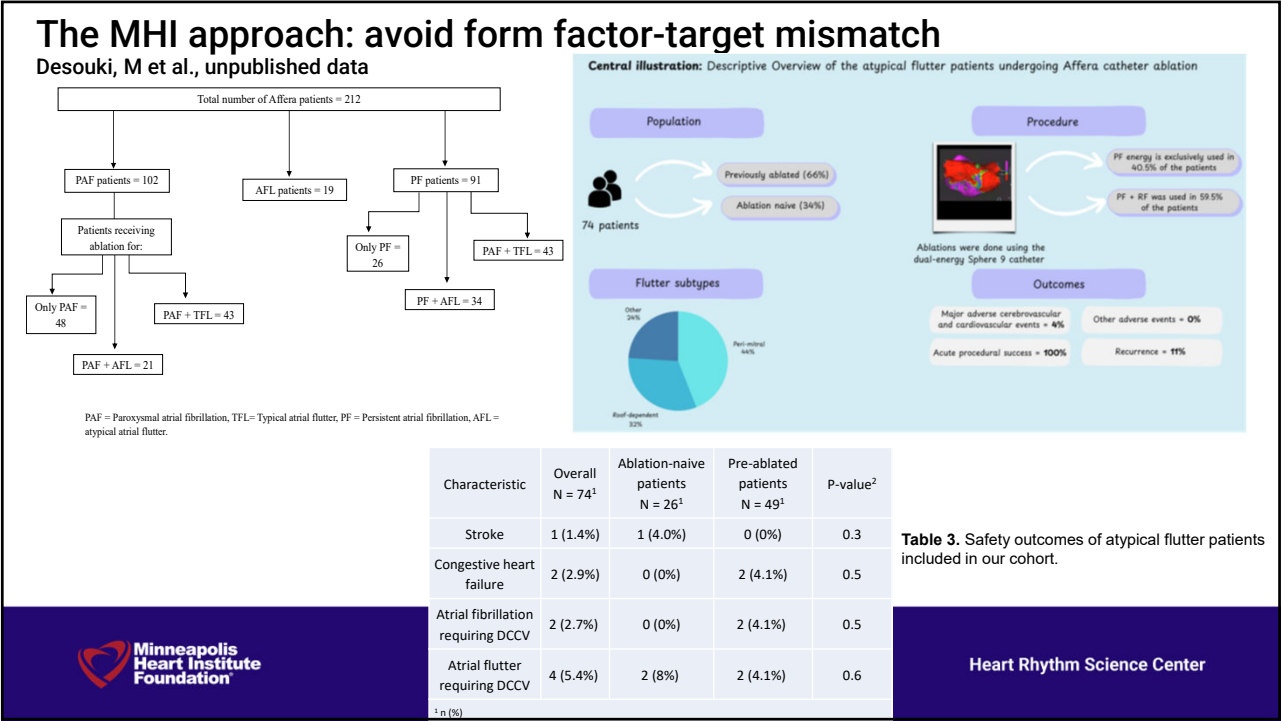 The MHI approach: avoid form factor-target mismatch
Desouki, M et al., unpublished data
Total number of Affera patients = 212
PAF patients = 102
AFL patients = 19
PF patients = 91
Patients receiving
ablation for:
Only PF =
26
PAF + TFL = 43
PF + AFL = 34
Only PAF =
48
PAF + TFL = 43
PAF + AFL = 21
PAF = Paroxysmal atrial fibrillation, TFL= Typical atrial flutter, PF = Persistent atrial fibrillation, AFL =
atypical atrial flutter.
Central illustration: Descriptive Overview of the atypical flutter patients undergoing Affera catheter ablation
Population
Previously ablated (66%)
Ablation naive (34%)
74 patients
Procedure
PF energy is exclusively used in
40.5% of the patients
PF + RF was used in 59.5%
of the patients
Ablations were done using the
dual-energy Sphere 9 catheter
Flutter subtypes
Other
24%
Peri-mitral
44%
Roof-dependent
32%
Outcomes
Major adverse cerebrovascular
and cardiovascular events = 4%
Other adverse events = 0%
Acute procedural success = 100%
Recurrence = 11%
Characteristic Overall N = 74¹ Ablation-naive patients N = 26¹ Pre-ablated patients N = 49¹ P-value²
Stroke 1 (1.4%) 1 (4.0%) 0 (0%) 0.3
Congestive heart failure 2 (2.9%) 0 (0%) 2 (4.1%) 0.5
Atrial fibrillation requiring DCCV 2 (2.7%) 0 (0%) 2 (4.1%) 0.5
Atrial flutter requiring DCCV 4 (5.4%) 2 (8%) 2 (4.1%) 0.6
¹ n (%)
Table 3. Safety outcomes of atypical flutter patients
included in our cohort.
Minneapolis
Heart Institute
Foundation®
Heart Rhythm Science Center